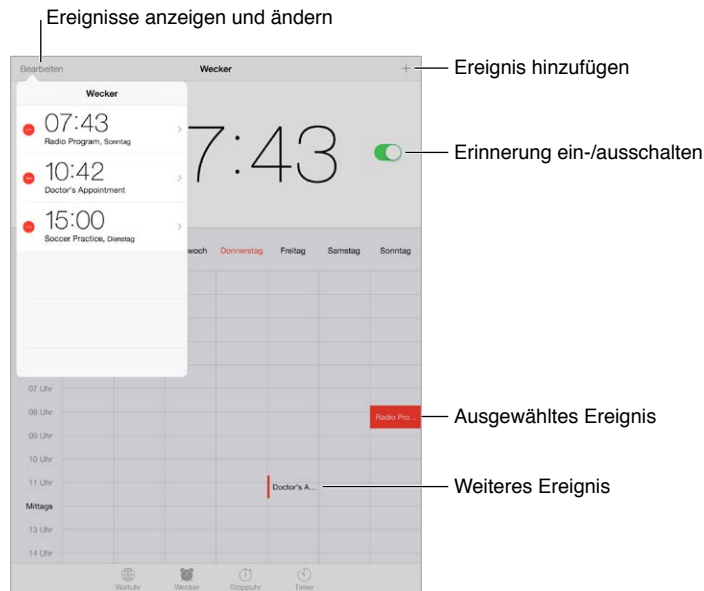 Ereignisse anzeigen und ändern
Bearbeiten
Wecker
Ereignis hinzufügen
Wecker
07:43
Radio Program, Sonntag
10:42
Doctor's Appointment
15:00
Soccer Practice, Dienstag
7:43
Erinnerung ein-/ausschalten
woch Donnerstag Freitag Samstag Sonntag
07 Uhr
08 Uhr
Radio Pro...
Ausgewähltes Ereignis
09 Uhr
10 Uhr
11 Uhr
Doctor's A...
Weiteres Ereignis
Mittags
13 Uhr
14 Uhr
Weltuhr Wecker Stoppuhr Timer